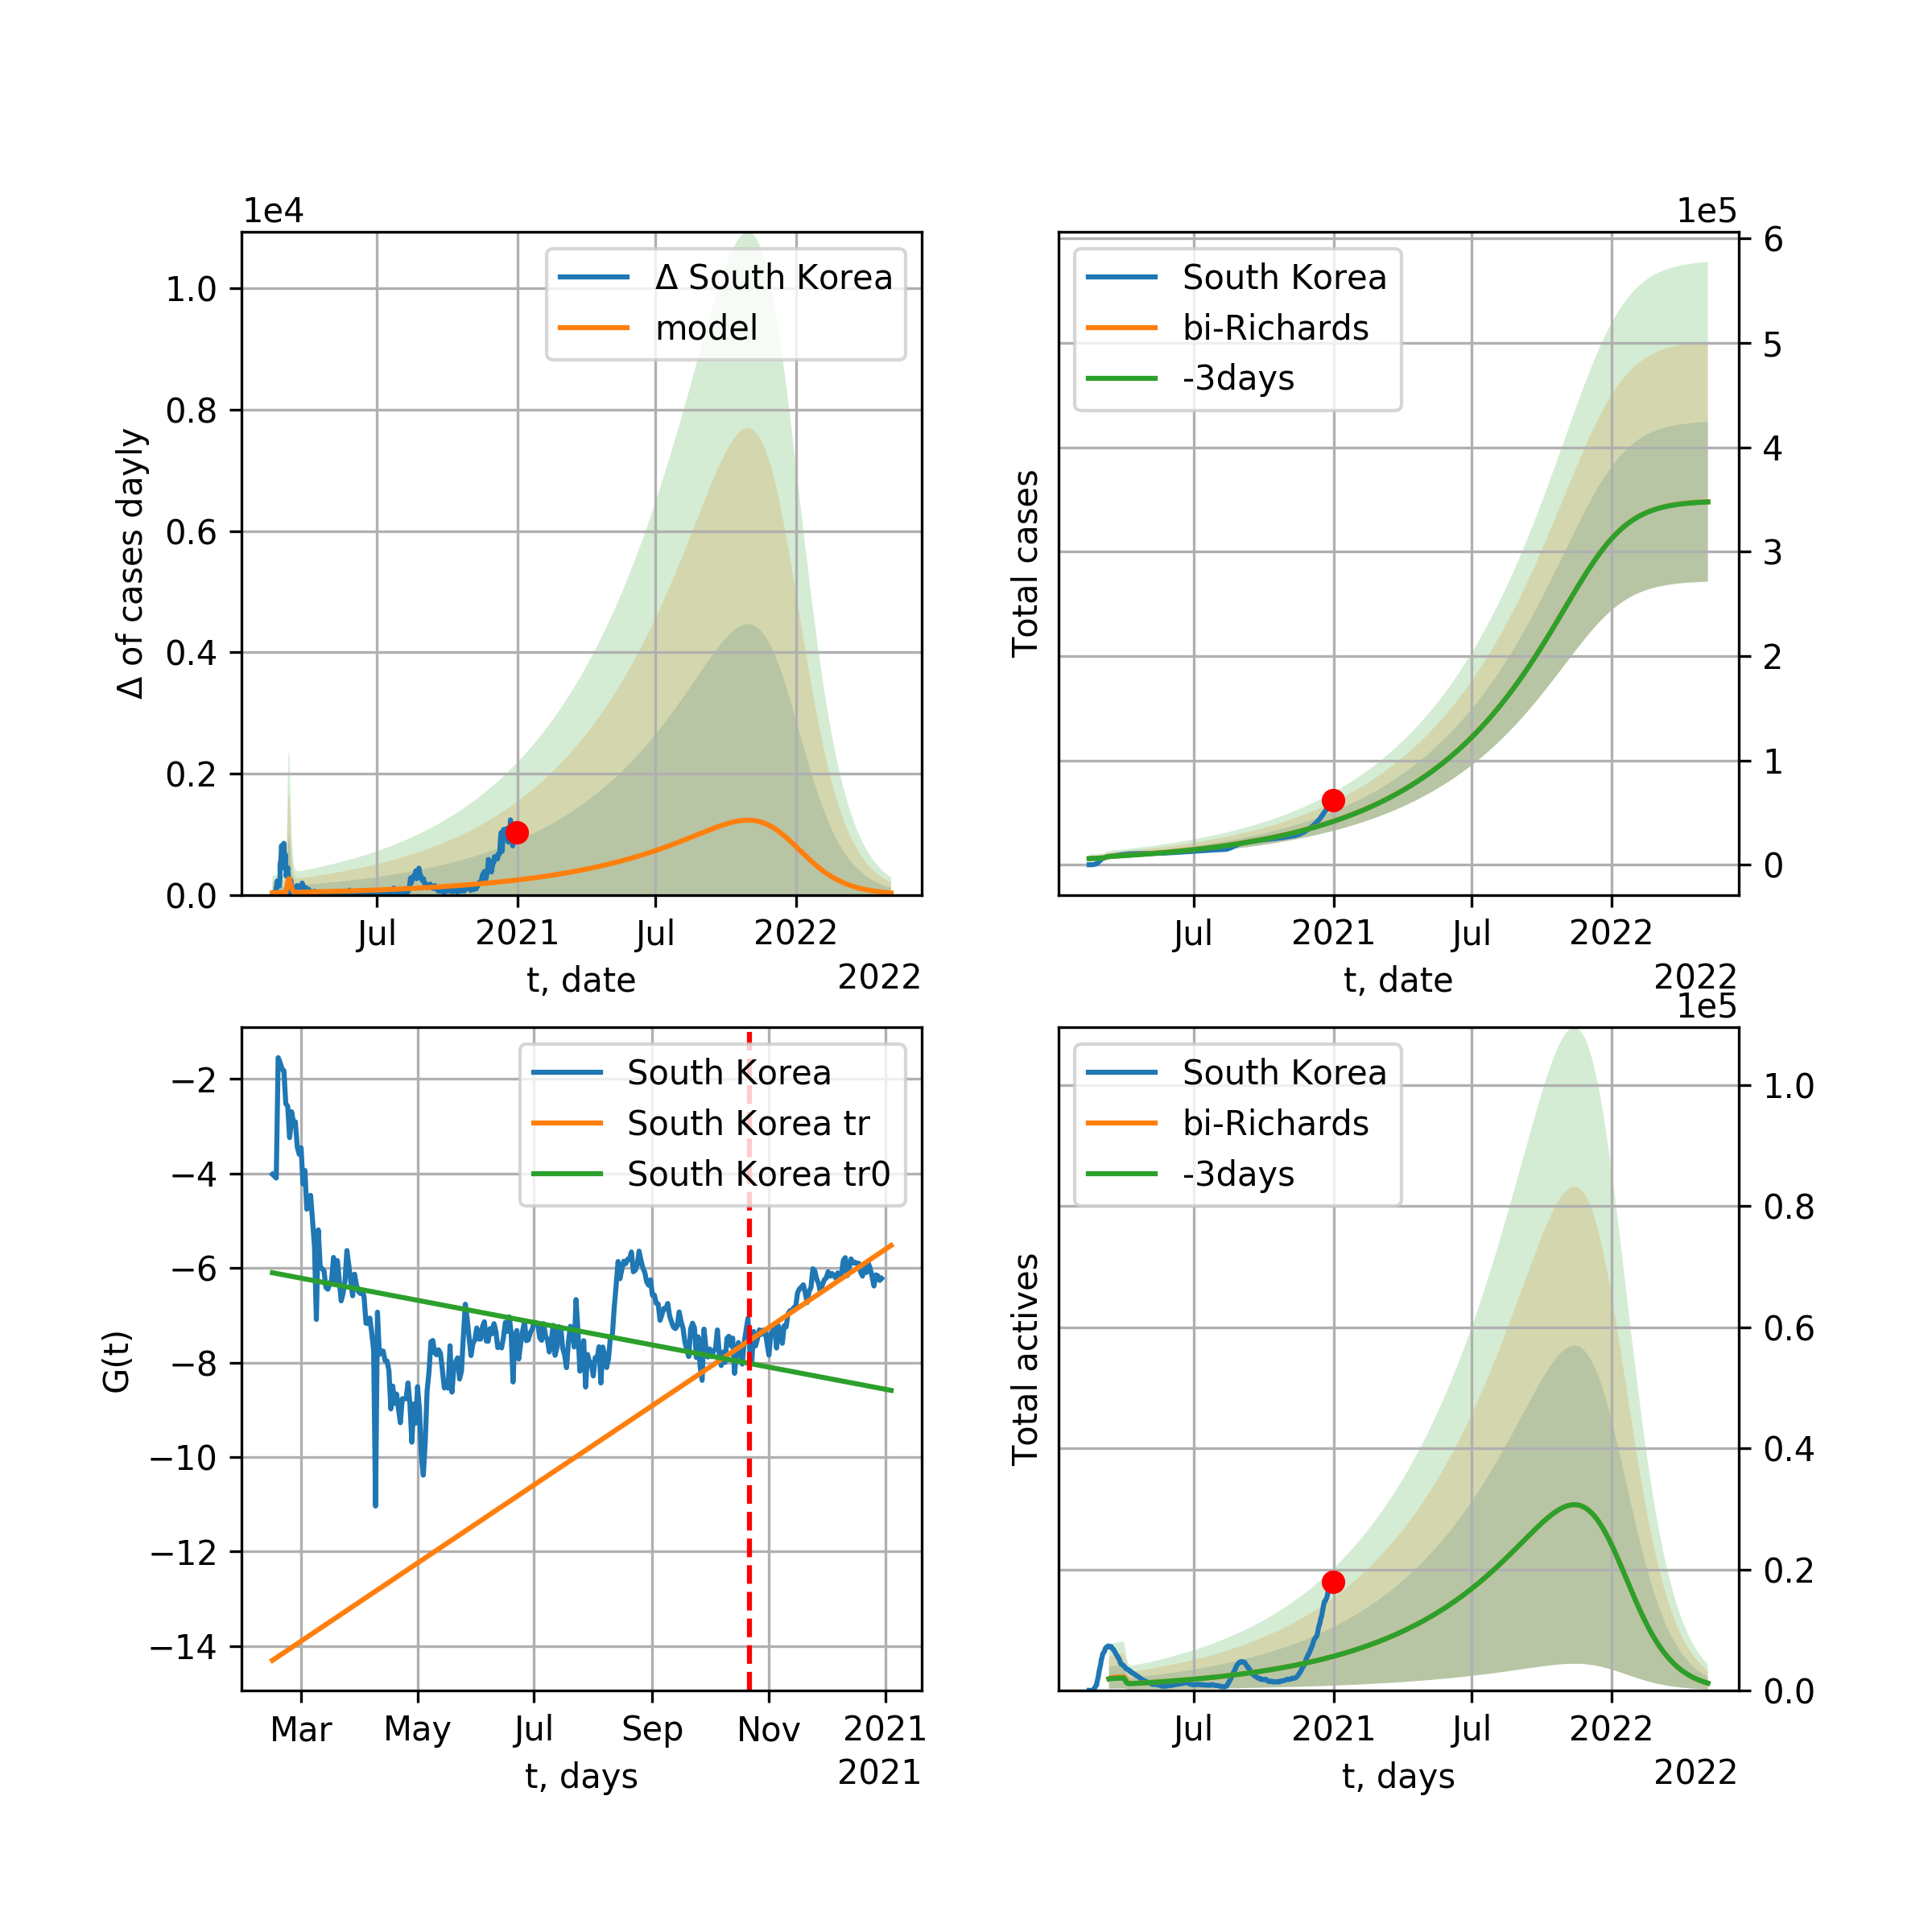 1e4
Δ South Korea
model
1.0
0.8
0.6
0.4
0.2
0.0
Δ of cases dayly
Jul
2021
Jul
2022
t, date
2022
1e5
South Korea
bi-Richards
-3days
6
5
4
3
2
1
0
Total cases
Jul
2021
Jul
2022
t, date
2022
South Korea
South Korea tr
South Korea tr0
−2
−4
−6
−8
−10
−12
−14
G(t)
Mar
May
Jul
Sep
Nov
2021
t, days
2021
1e5
South Korea
bi-Richards
-3days
1.0
0.8
0.6
0.4
0.2
0.0
Total actives
Jul
2021
Jul
2022
t, days
2022